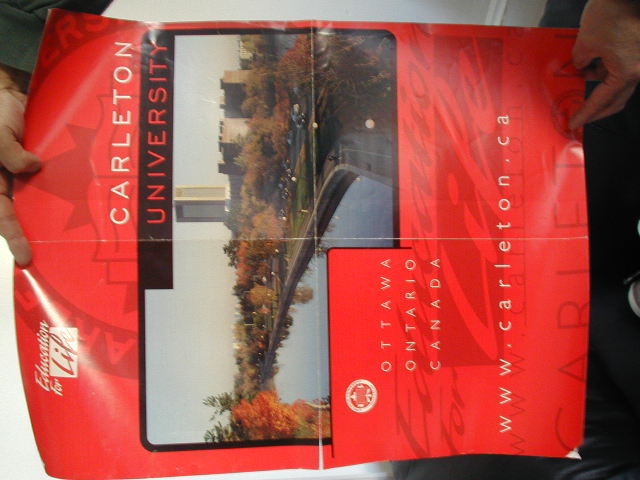 CARLETON
UNIVERSITY
Education
for Life
OTTAWA
ONTARIO
CANADA
www.carleton.ca